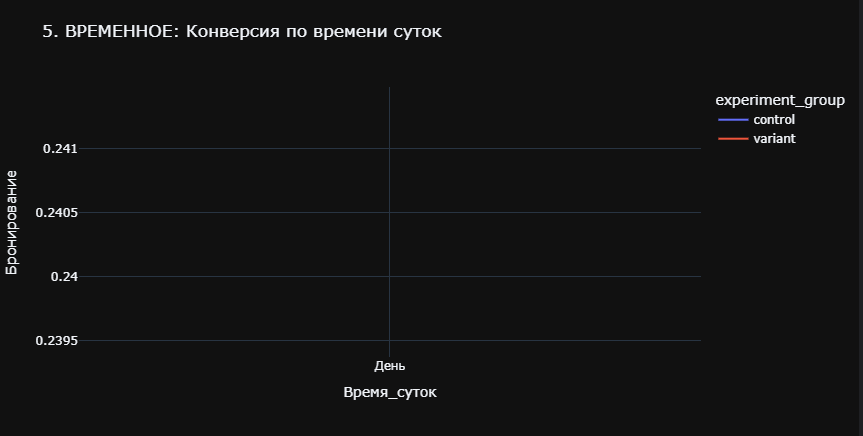 5. ВРЕМЕННОЕ: Конверсия по времени суток
experiment_group
control
variant
Бронирование
0.241
0.2405
0.24
0.2395
День
Время_суток